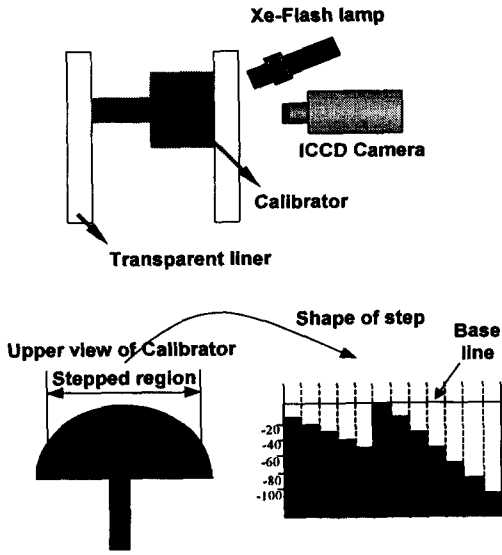 Xe-Flash lamp
ICCD Camera
Calibrator
Transparent liner
Shape of step
Base
line
Upper view of Calibrator
Stepped region
-20
-40
-60
-80
-100